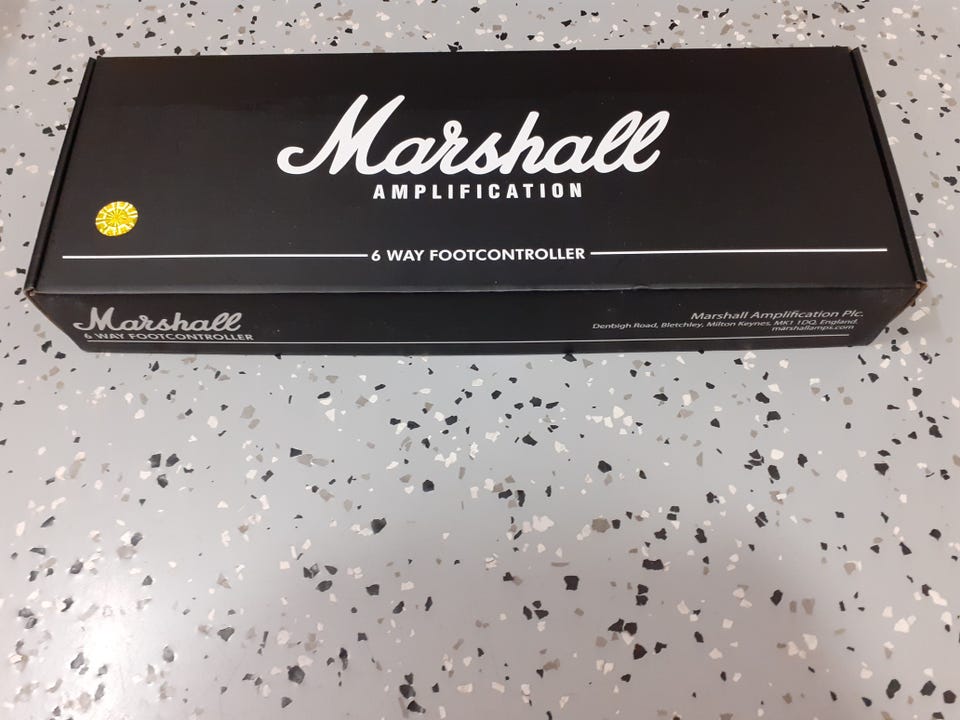 Marshall
AMPLIFICATION
6 WAY FOOTCONTROLLER
Marshall
6 WAY FOOTCONTROLLER
Marshall Amplification Plc.
Denbigh Road, Bletchley, Milton Keynes, MK1 1DQ, England.
marshallamps.com